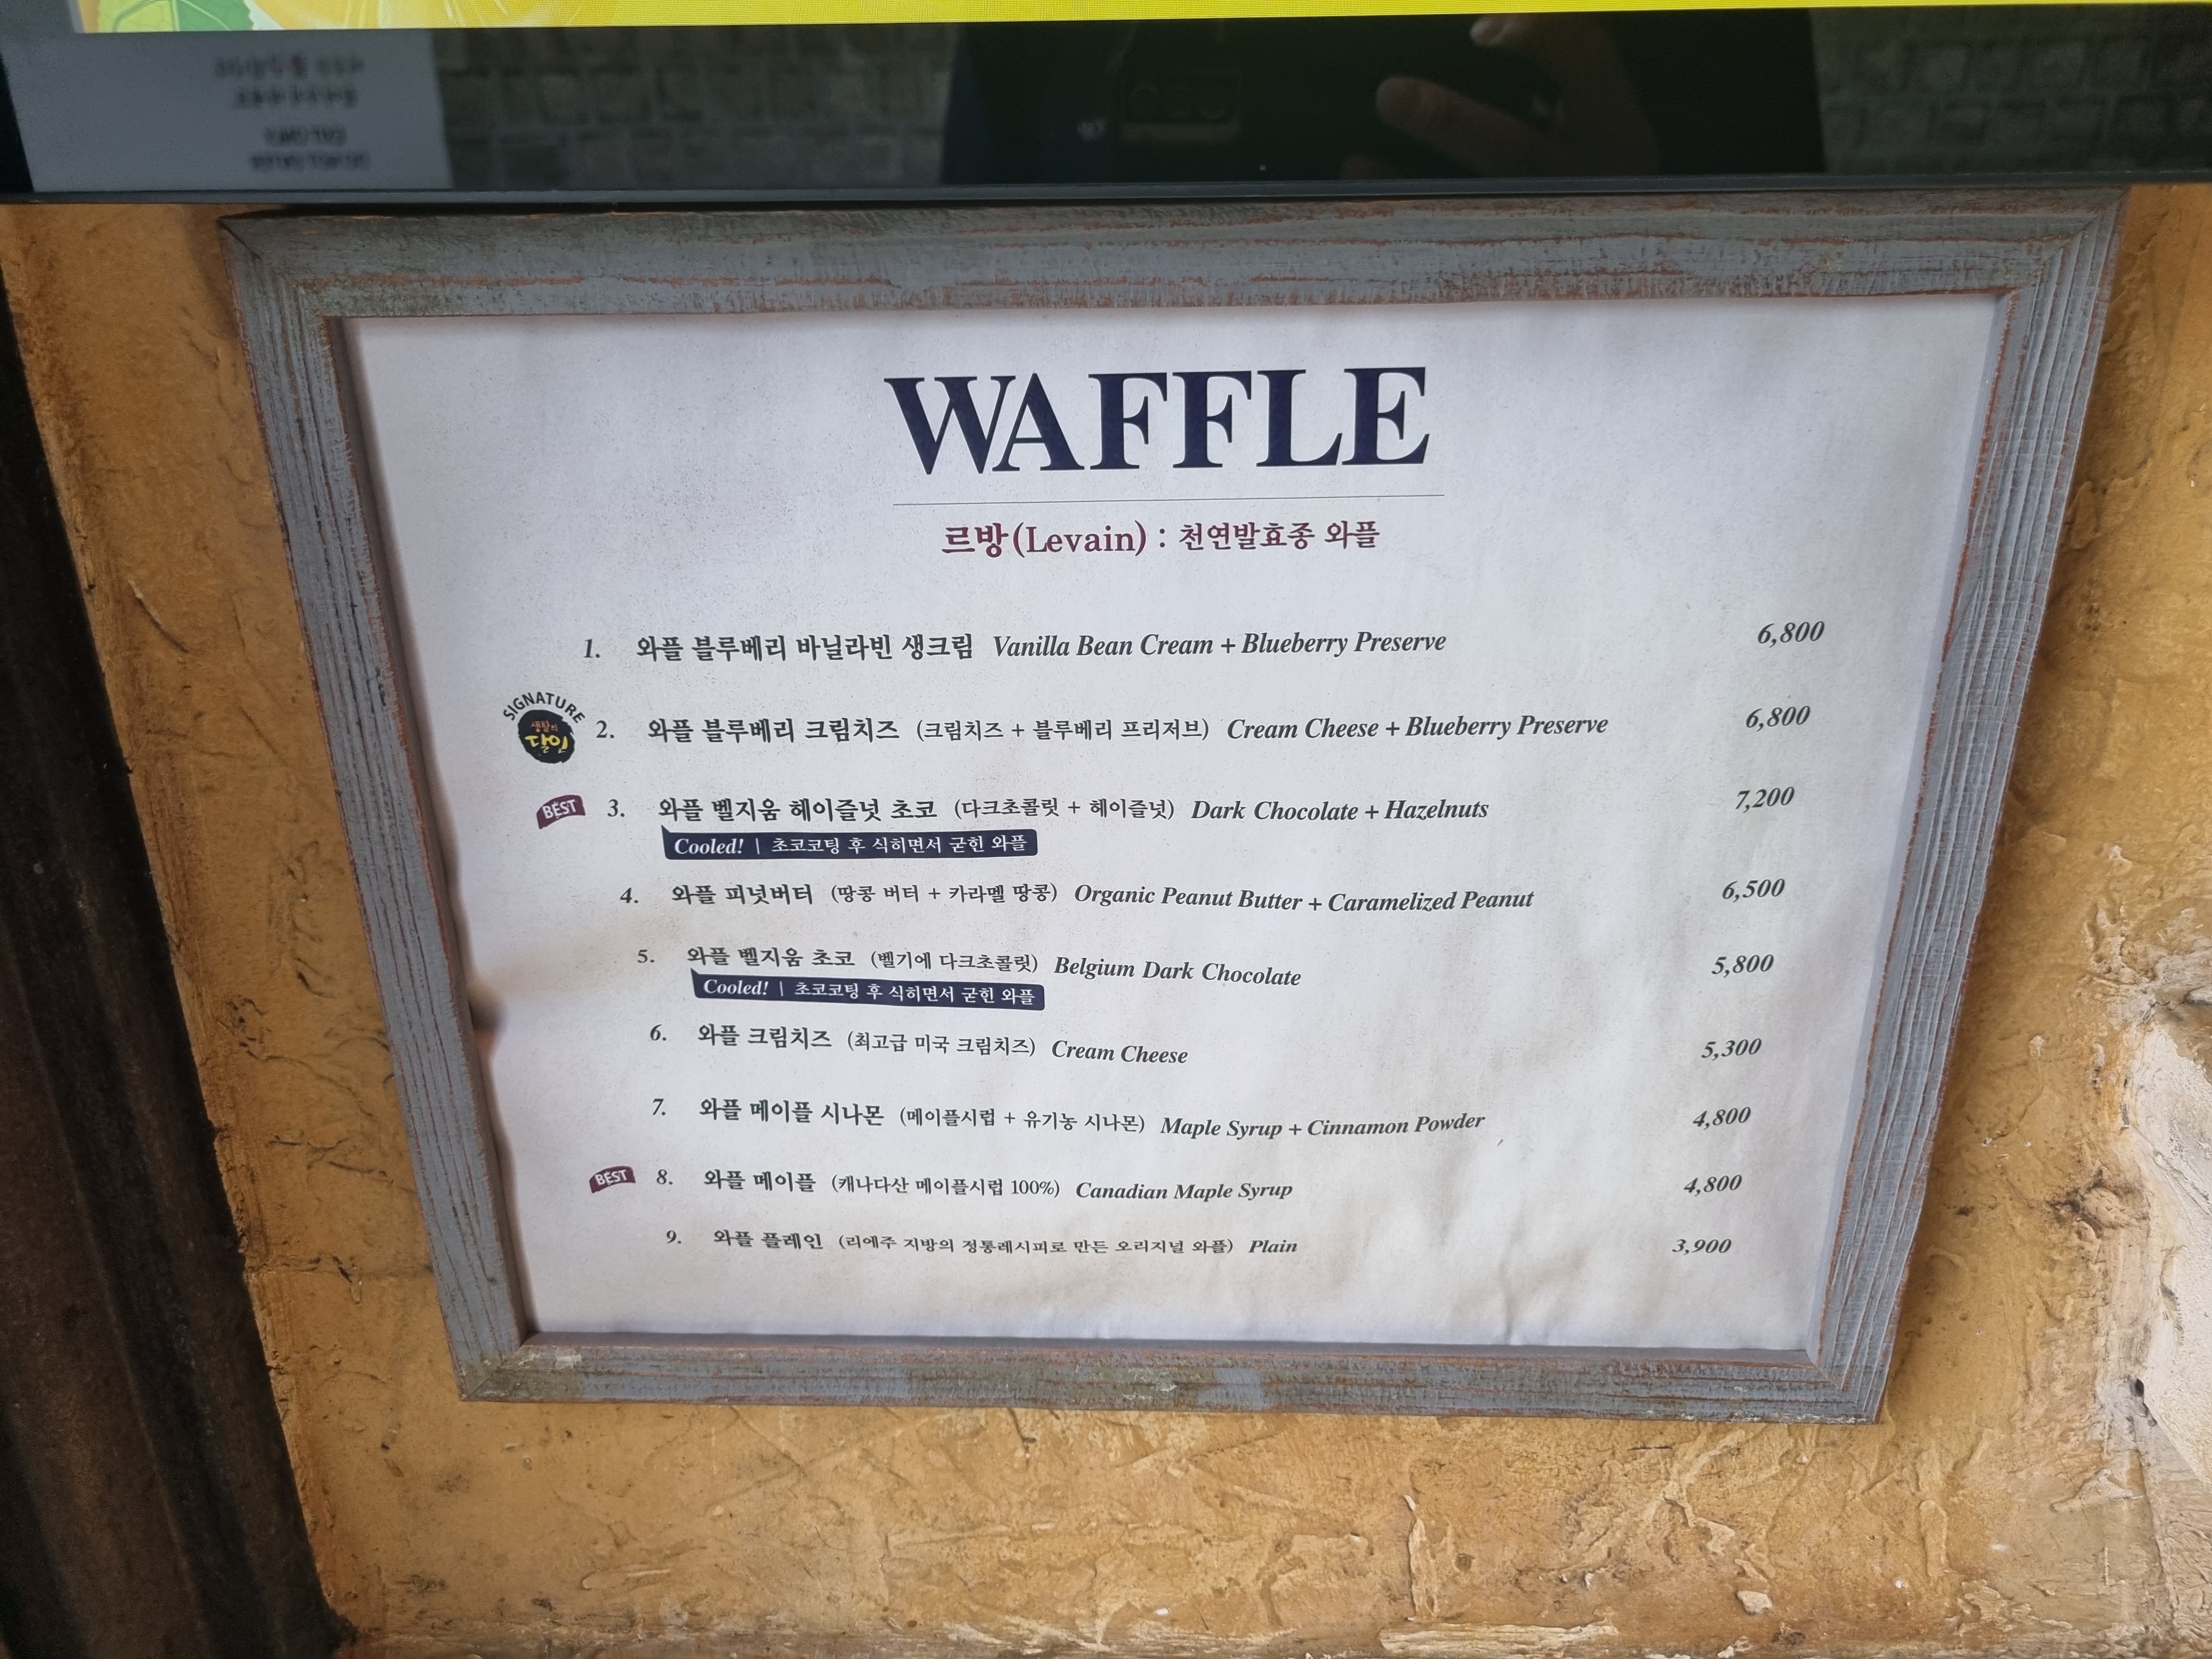 WAFFLE
르방(Levain) : 천연발효종 와플
1. 와플 블루베리 바닐라빈 생크림 Vanilla Bean Cream + Blueberry Preserve 6,800
SIGNATURE
생활의
달인
2. 와플 블루베리 크림치즈 (크림치즈 + 블루베리 프리저브) Cream Cheese + Blueberry Preserve 6,800
BEST 3. 와플 벨지움 헤이즐넛 초코 (다크초콜릿 + 헤이즐넛) Dark Chocolate + Hazelnuts 7,200
Cooled! | 초코코팅 후 식히면서 굳힌 와플
4. 와플 피넛버터 (땅콩 버터 + 카라멜 땅콩) Organic Peanut Butter + Caramelized Peanut 6,500
5. 와플 벨지움 초코 (벨기에 다크초콜릿) Belgium Dark Chocolate 5,800
Cooled! | 초코코팅 후 식히면서 굳힌 와플
6. 와플 크림치즈 (최고급 미국 크림치즈) Cream Cheese 5,300
7. 와플 메이플 시나몬 (메이플시럽 + 유기농 시나몬) Maple Syrup + Cinnamon Powder 4,800
BEST 8. 와플 메이플 (캐나다산 메이플시럽 100%) Canadian Maple Syrup 4,800
9. 와플 플레인 (리에주 지방의 정통레시피로 만든 오리지널 와플) Plain 3,900